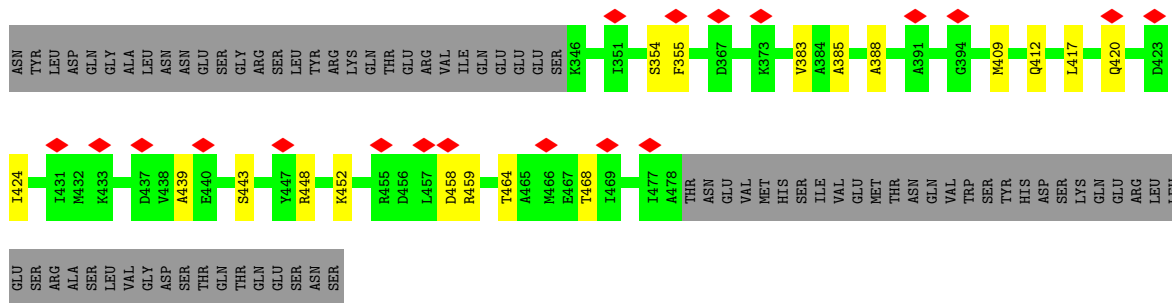 ASN TYR LEU ASP ASP GLN GLY ALA LEU ASN ASN GLU SER GLY ARG SER LEU TYR ARG LYS GLN THR GLU ARG VAL ILE GLN GLU GLU GLU SER K346 I351 S354 F355 D367 K373 V383 A384 A385 A388 A391 G394 M409 Q412 L417 Q420 D423
I424 I431 M432 K433 D437 V438 A439 E440 S443 Y447 R448 K452 R455 D456 L457 D458 R459 T464 A465 M466 E467 T468 I469 I477 A478 THR ASN GLU VAL MET HIS SER ILE VAL GLU MET THR ASN GLN VAL TRP SER TYR HIS ASP SER LYS GLN GLU ARG LEU LEU
GLU SER ARG ALA SER LEU VAL GLY ASP SER THR GLN THR GLN GLU SER ASN SER